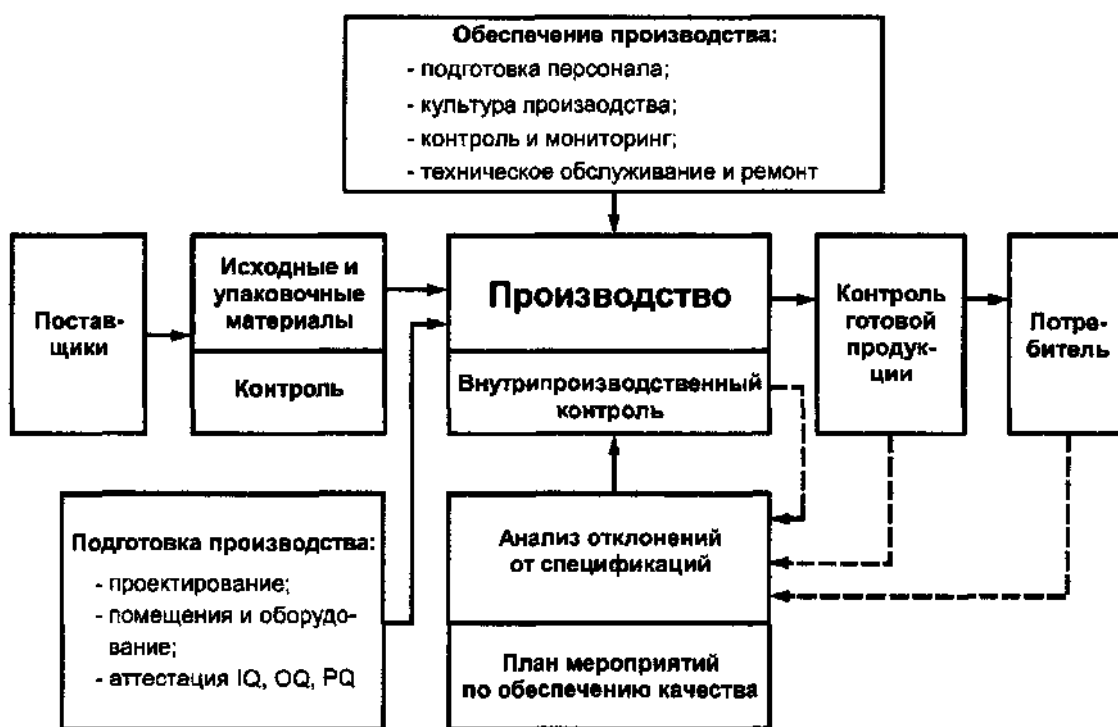 Обеспечение производства:
- подготовка персонала;
- культура произаодства;
- контроль и мониторинг;
- техническое обслуживание и ремонт
Постав-
щики
Исходные и
упаковочные
материалы
Контроль
Производство
Внутрипроизводственный
контроль
Контроль
готовой
продук-
ции
Лотре-
битель
Подготовка производства:
- проектирование;
- помещения и оборудо-
вание;
- аттестация IQ, OQ, PQ
Анализ отклонений
от спецификаций
План мероприятий
по обеспечению качества